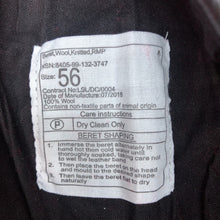 Beret,Wool,Knitted,RMP
NSN:8405-99-132-3747
Size: 56
Contract No:LSL/DC/0004
Date of Manufacture:07/2015
100% Wool
Contains non-textile parts of animal origin
Care instructions
P Dry Clean Only
BERET SHAPING
1. Immerse the beret alternately in
hand hot then cold water until
thoroughly soaked, taking care
not to wet the leather banding
2. Then place the beret on the head
and mould to the desired shape
3. Then leave the beret to dry
naturally